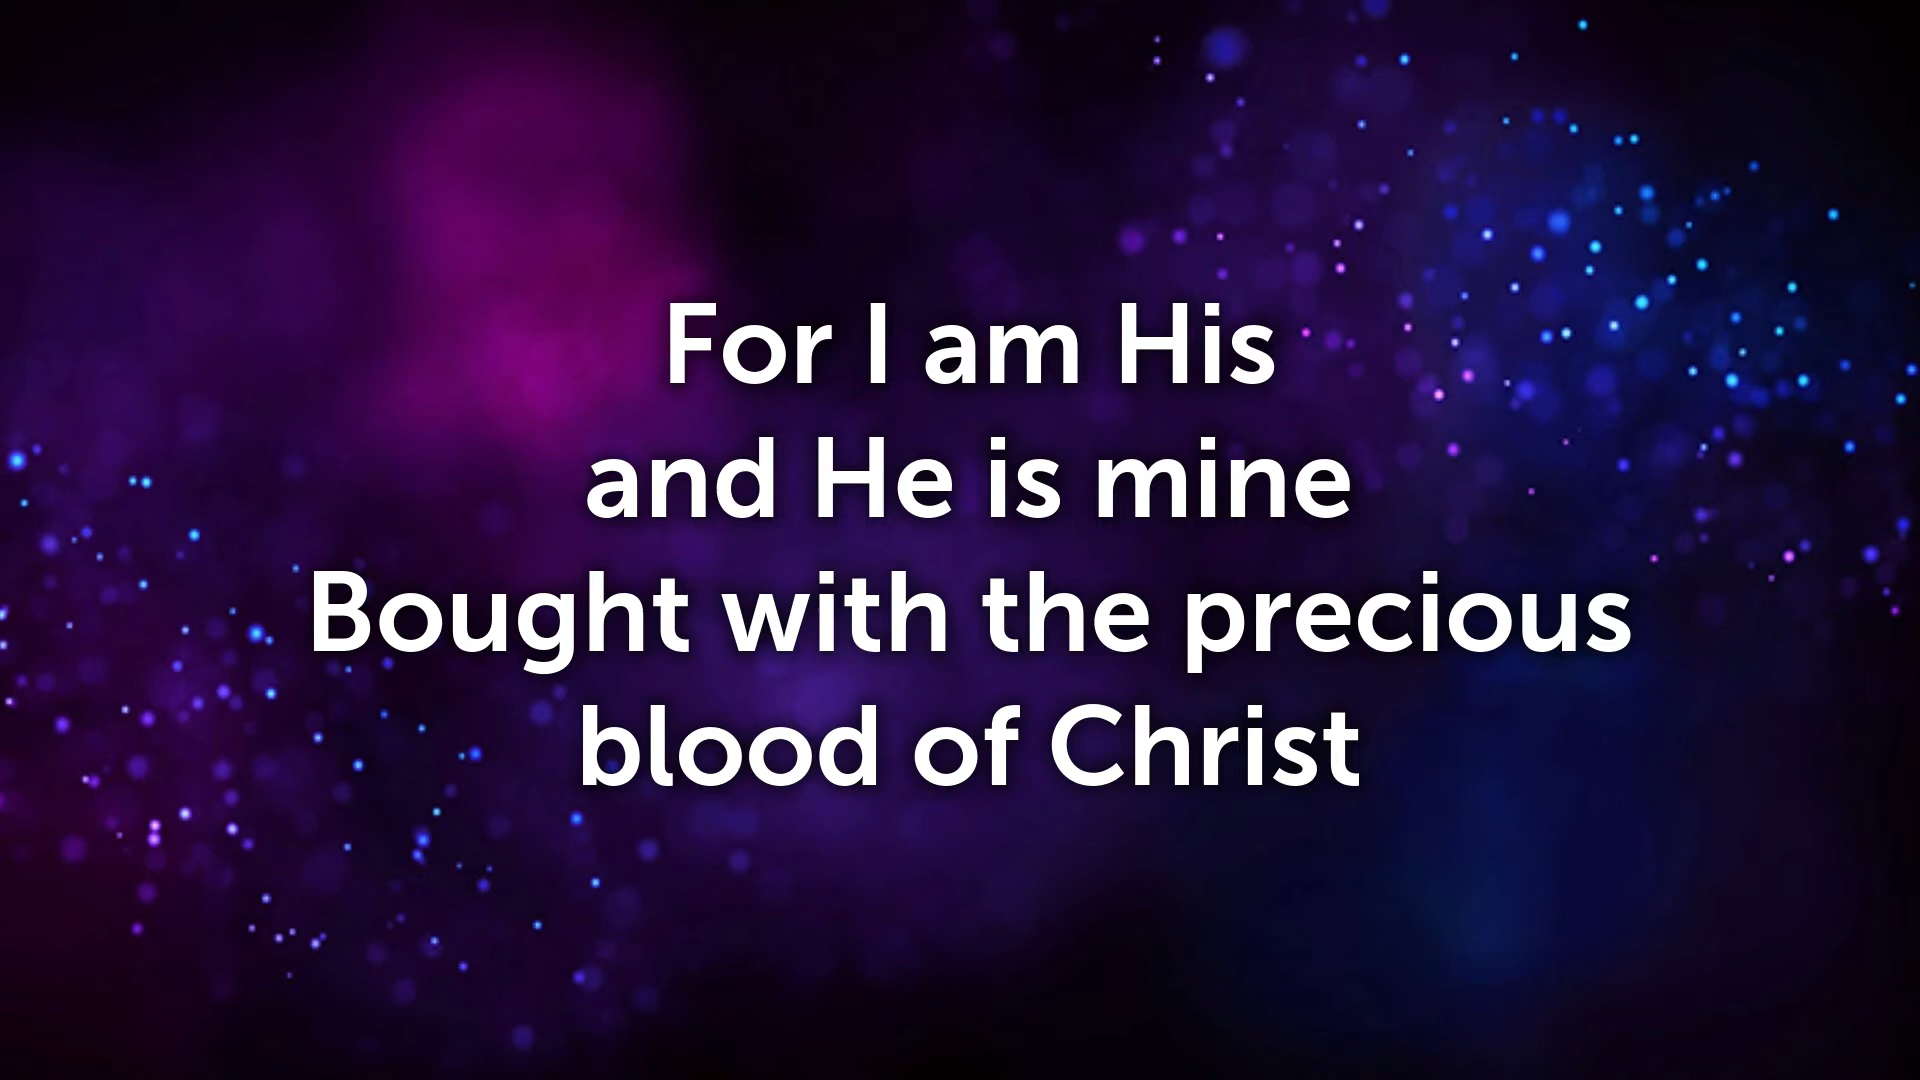 For I am His
and He is mine
Bought with the precious
blood of Christ